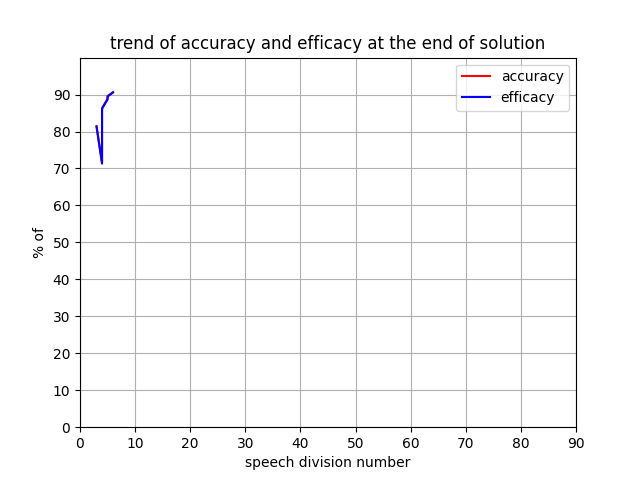 trend of accuracy and efficacy at the end of solution
accuracy
efficacy
90
80
70
60
50
40
30
20
10
0
% of
0 10 20 30 40 50 60 70 80 90
speech division number